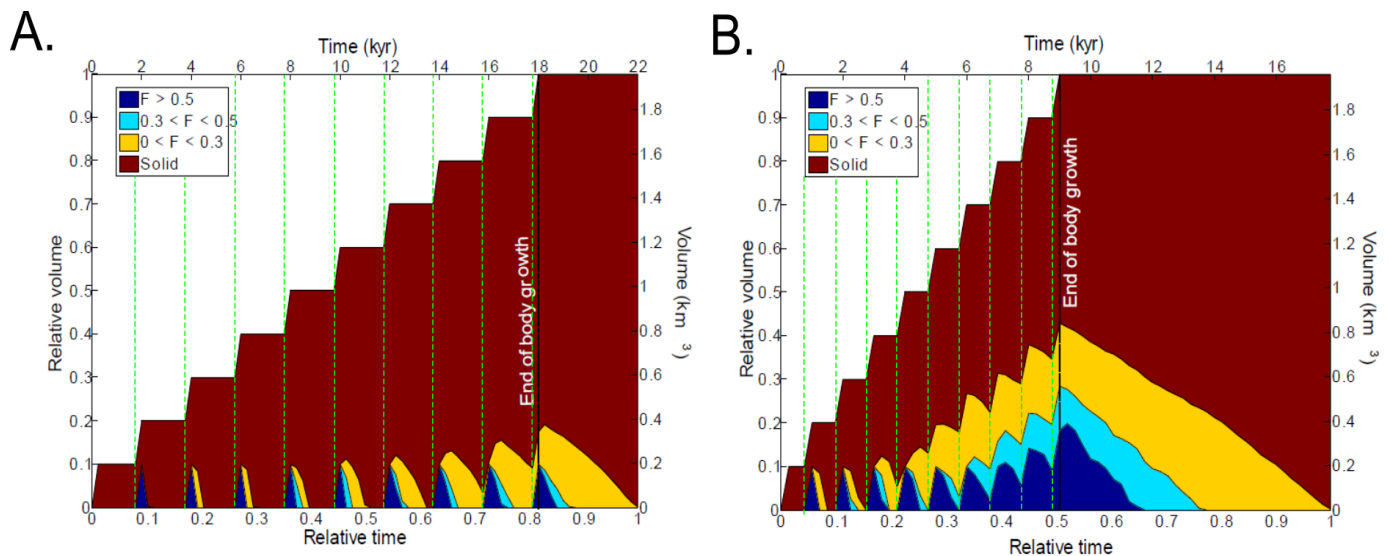 A.
Time (kyr)
0 2 4 6 8 10 12 14 16 18 20 22
1
0.9
0.8
0.7
0.6
0.5
0.4
0.3
0.2
0.1
0
Relative volume
F > 0.5
0.3 < F < 0.5
0 < F < 0.3
Solid
End of body growth
1.8
1.6
1.4
1.2
1
0.8
0.6
0.4
0.2
0
Volume (km³)
0 0.1 0.2 0.3 0.4 0.5 0.6 0.7 0.8 0.9 1
Relative time
B.
Time (kyr)
0 2 4 6 8 10 12 14 16
1
0.9
0.8
0.7
0.6
0.5
0.4
0.3
0.2
0.1
0
Relative volume
F > 0.5
0.3 < F < 0.5
0 < F < 0.3
Solid
End of body growth
1.8
1.6
1.4
1.2
1
0.8
0.6
0.4
0.2
0
Volume (km³)
0 0.1 0.2 0.3 0.4 0.5 0.6 0.7 0.8 0.9 1
Relative time